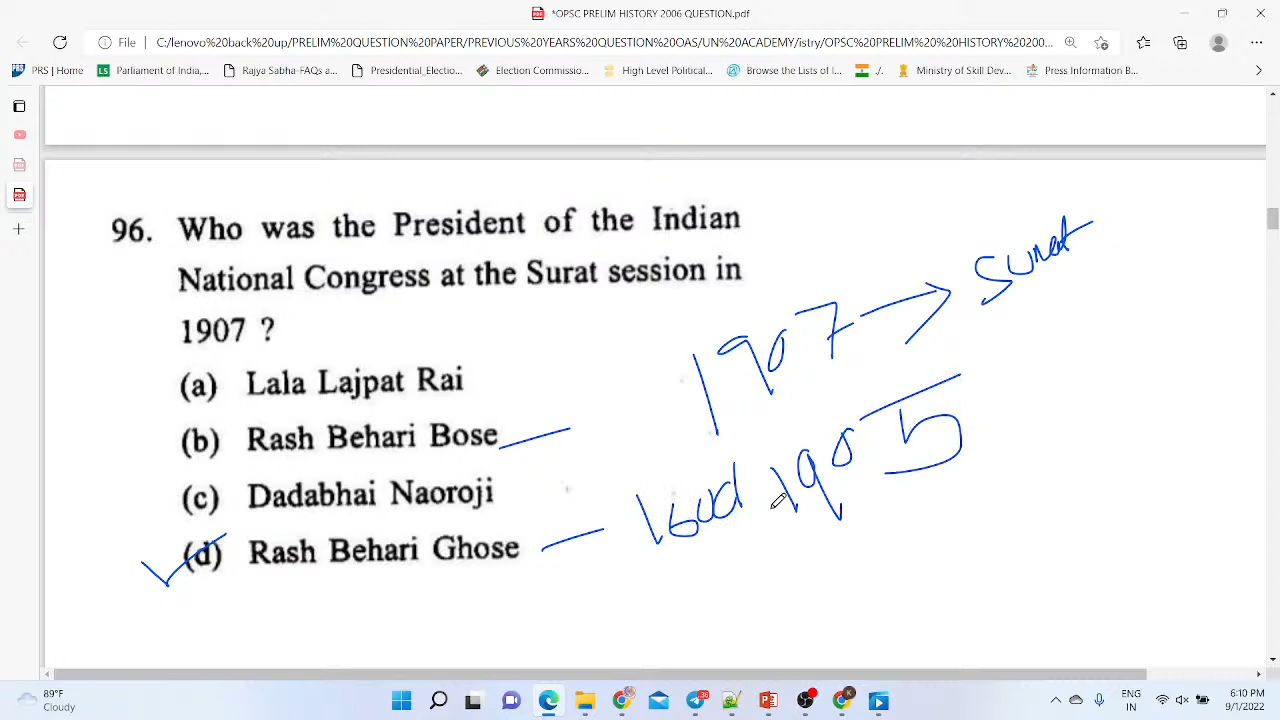 *OPSC PRELIM HISTORY 2006 QUESTION.pdf
File C:/lenovo%20back%20up/PRELIM%20QUESTION%20PAPER/PREVIOUS%20YEARS%20QUESTION%20OAS/UN%20ACADEMY/istry/OPSC%20PRELIM%20%20HISTORY%20200...
PRS | Home Parliament of India,... Rajya Sabha-FAQs a... Presidential_Electio... Election Commissio... High Level Political... Browse the Lists of I... ./. Ministry of Skill Dev... Press Information B...
96. Who was the President of the Indian
National Congress at the Surat session in
1907 ?
(a) Lala Lajpat Rai
(b) Rash Behari Bose
(c) Dadabhai Naoroji
(d) Rash Behari Ghose
1907 → Surat
1905
89°F
Cloudy
38
K
ENG
IN
6:10 PM
9/1/2022